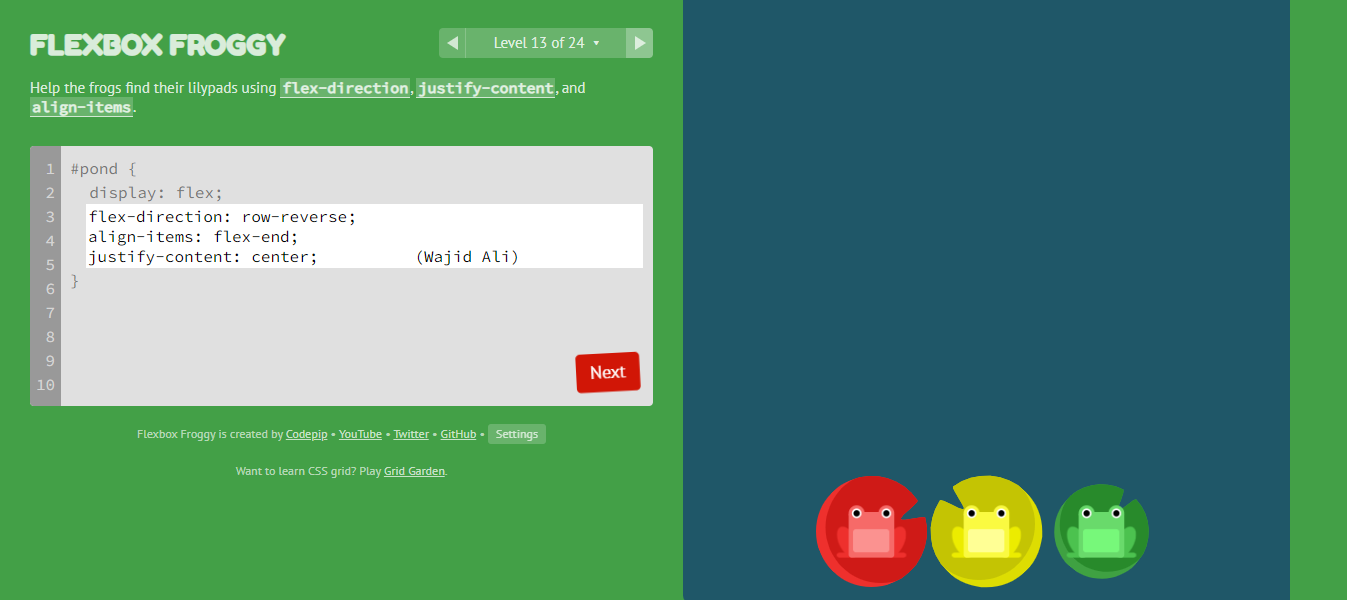 FLEXBOX FROGGY
◀ Level 13 of 24 ▾ ▶
Help the frogs find their lilypads using flex-direction, justify-content, and
align-items.
1 #pond {
2 display: flex;
3 flex-direction: row-reverse;
4 align-items: flex-end;
5 justify-content: center; (Wajid Ali)
6 }
7
8
9
10
Next
Flexbox Froggy is created by Codepip • YouTube • Twitter • GitHub • Settings
Want to learn CSS grid? Play Grid Garden.